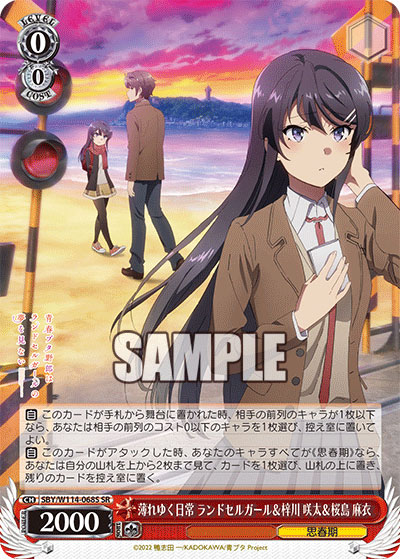 LEVEL
0
0
COST
青春ブタ野郎は
ランドセルガールの
夢を見ない
SAMPLE
自 このカードが手札から舞台に置かれた時、相手の前列のキャラが1枚以下
なら、あなたは相手の前列のコスト0以下のキャラを1枚選び、控え室に置いて
よい。
自 このカードがアタックした時、あなたのキャラすべてが《思春期》なら、
あなたは自分の山札を上から2枚まで見て、カードを1枚選び、山札の上に置き、
残りのカードを控え室に置く。
CH SBY/W114-068S SR
薄れゆく日常 ランドセルガール&梓川 咲太&桜島 麻衣
2000
思春期
©2022 鴨志田 一/KADOKAWA/青ブタ Project